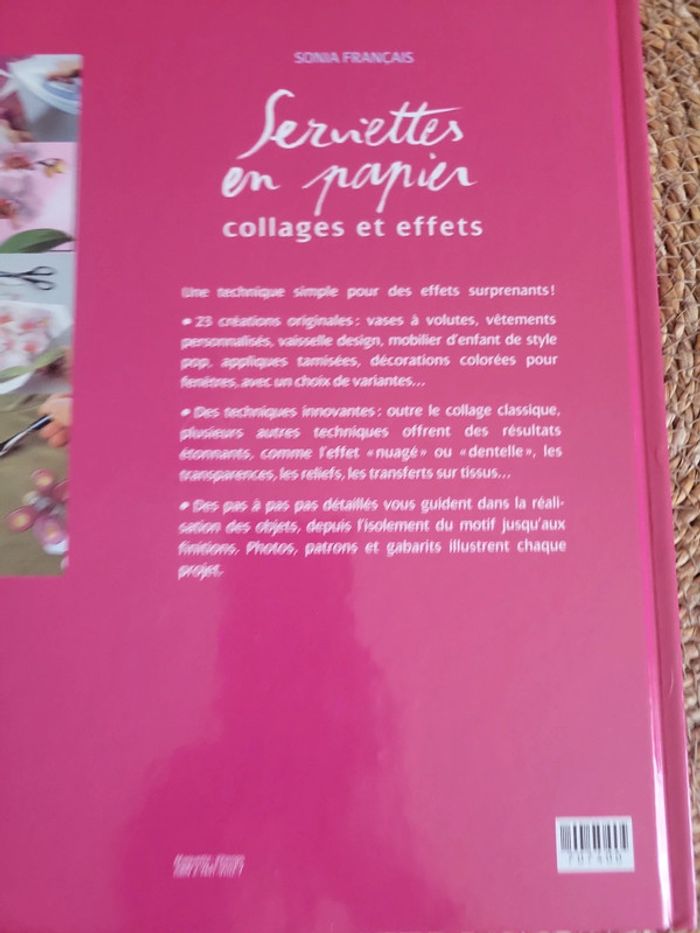 SONIA FRANÇAIS
Serviettes
en papier
collages et effets
Une technique simple pour des effets surprenants!
• 23 créations originales : vases à volutes, vêtements
personnalisés, vaisselle design, mobilier d'enfant de style
pop, appliques tamisées, décorations colorées pour
fenêtres, avec un choix de variantes...
• Des techniques innovantes : outre le collage classique,
plusieurs autres techniques offrent des résultats
étonnants, comme l'effet «nuagé» ou «dentelle», les
transparences, les reliefs, les transferts sur tissus...
• Des pas à pas pas détaillés vous guident dans la réali-
sation des objets, depuis l'isolement du motif jusqu'aux
finitions. Photos, patrons et gabarits illustrent chaque
projet.
707400